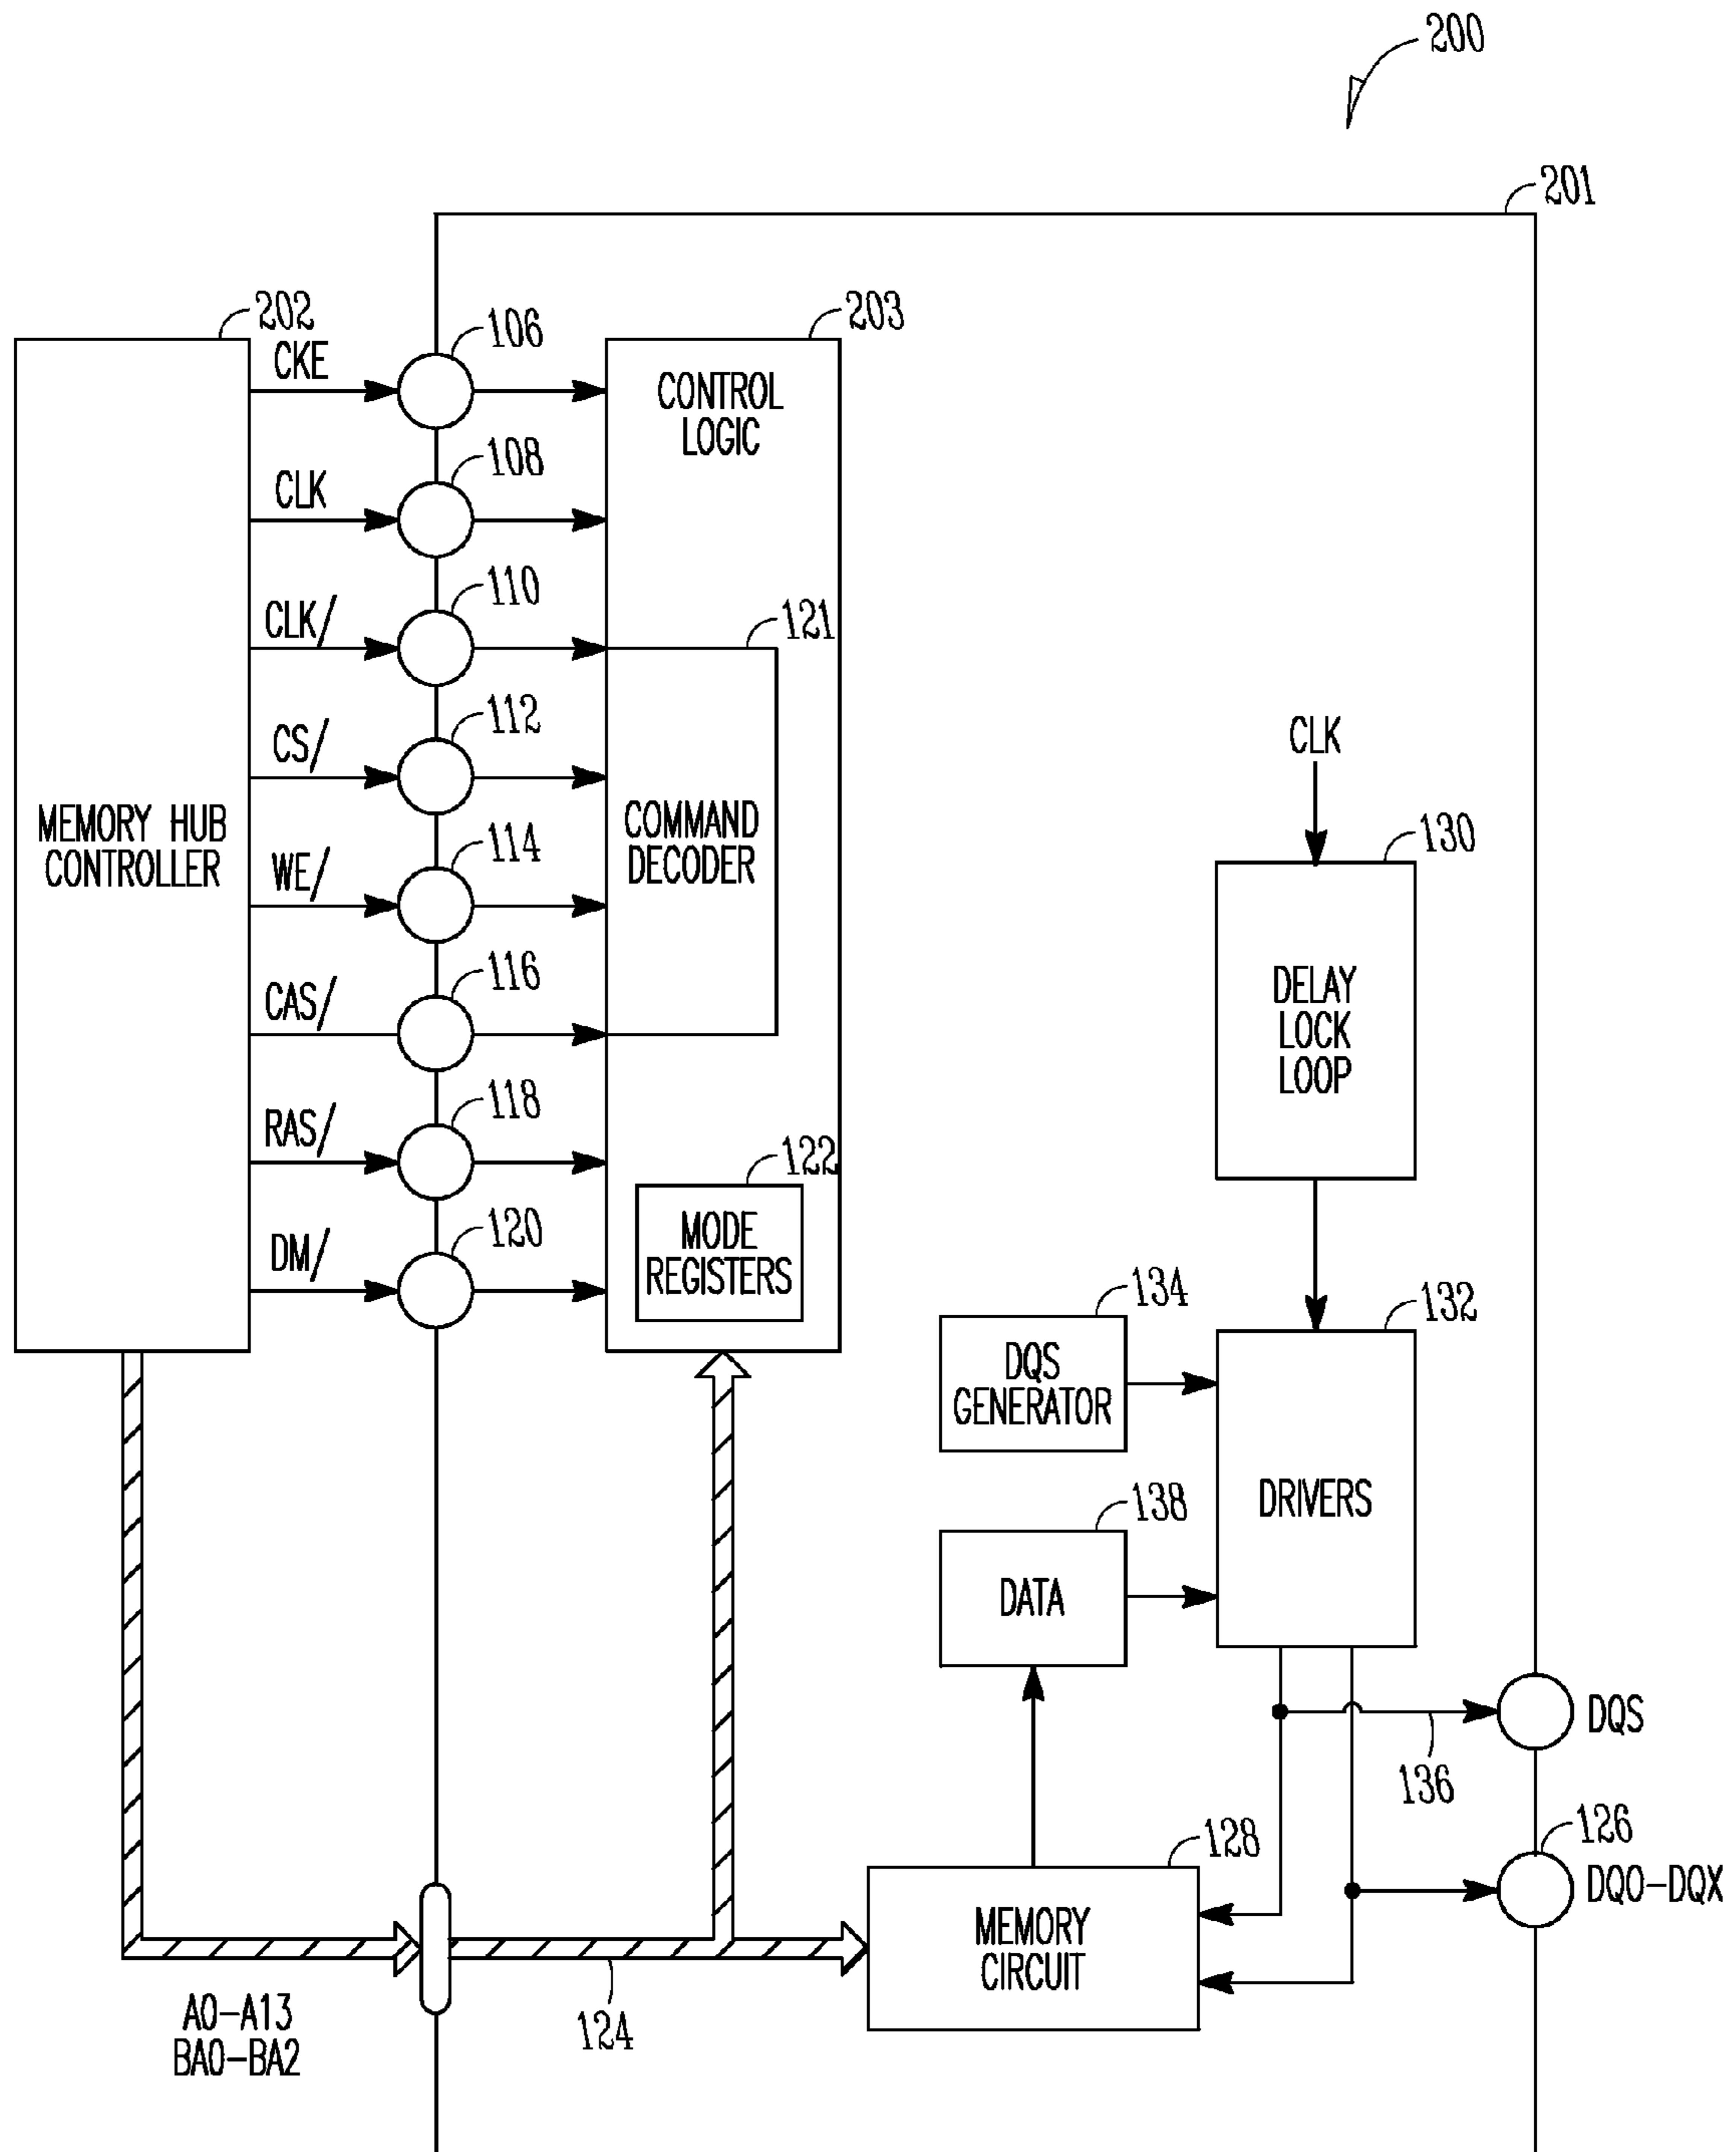 200
201
202
203
CKE
106
CONTROL
LOGIC
CLK
108
CLK/
110
121
CS/
112
CLK
MEMORY HUB
CONTROLLER
COMMAND
DECODER
WE/
114
130
CAS/
116
DELAY
LOCK
LOOP
RAS/
118
122
MODE
REGISTERS
DM/
120
134
132
DQS
GENERATOR
DRIVERS
138
DATA
DQS
136
128
126
DQ0-DQX
MEMORY
CIRCUIT
A0-A13
BA0-BA2
124